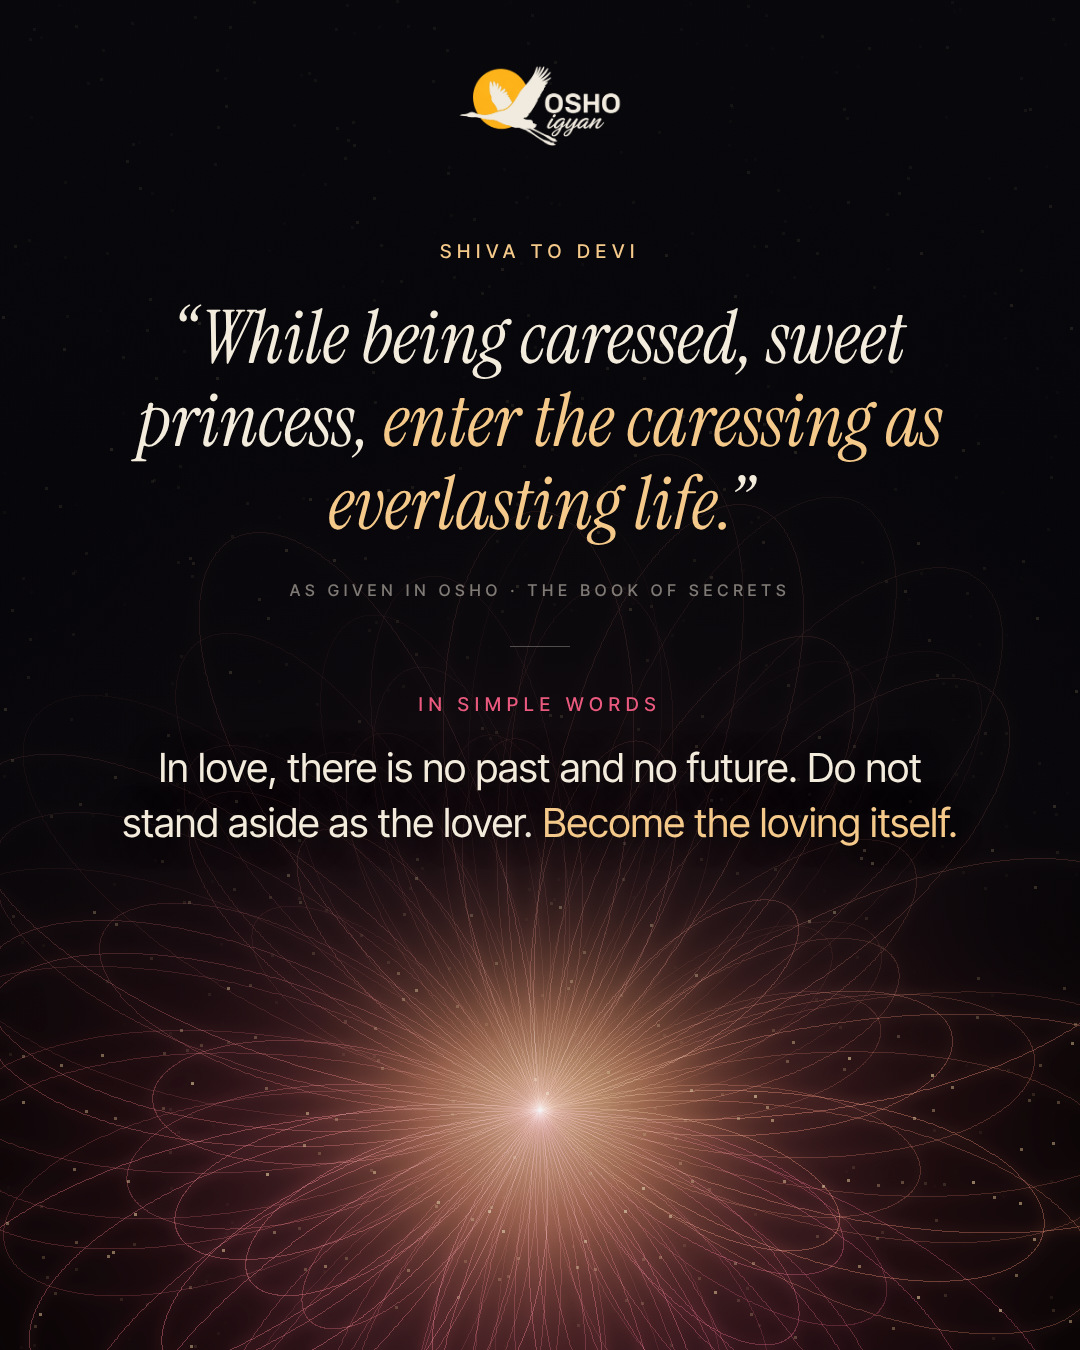 OSHO
igyan
SHIVA TO DEVI
“While being caressed, sweet
princess, enter the caressing as
everlasting life.”
AS GIVEN IN OSHO · THE BOOK OF SECRETS
IN SIMPLE WORDS
In love, there is no past and no future. Do not
stand aside as the lover. Become the loving itself.